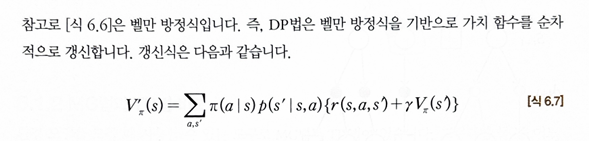 참고로 [식 6.6]은 벨만 방정식입니다. 즉, DP법은 벨만 방정식을 기반으로 가치 함수를 순차
적으로 갱신합니다. 갱신식은 다음과 같습니다.
V′π(s) = ∑a,s′ π(a | s) p(s′ | s, a) {r(s, a, s′) + γVπ(s′)} [식 6.7]